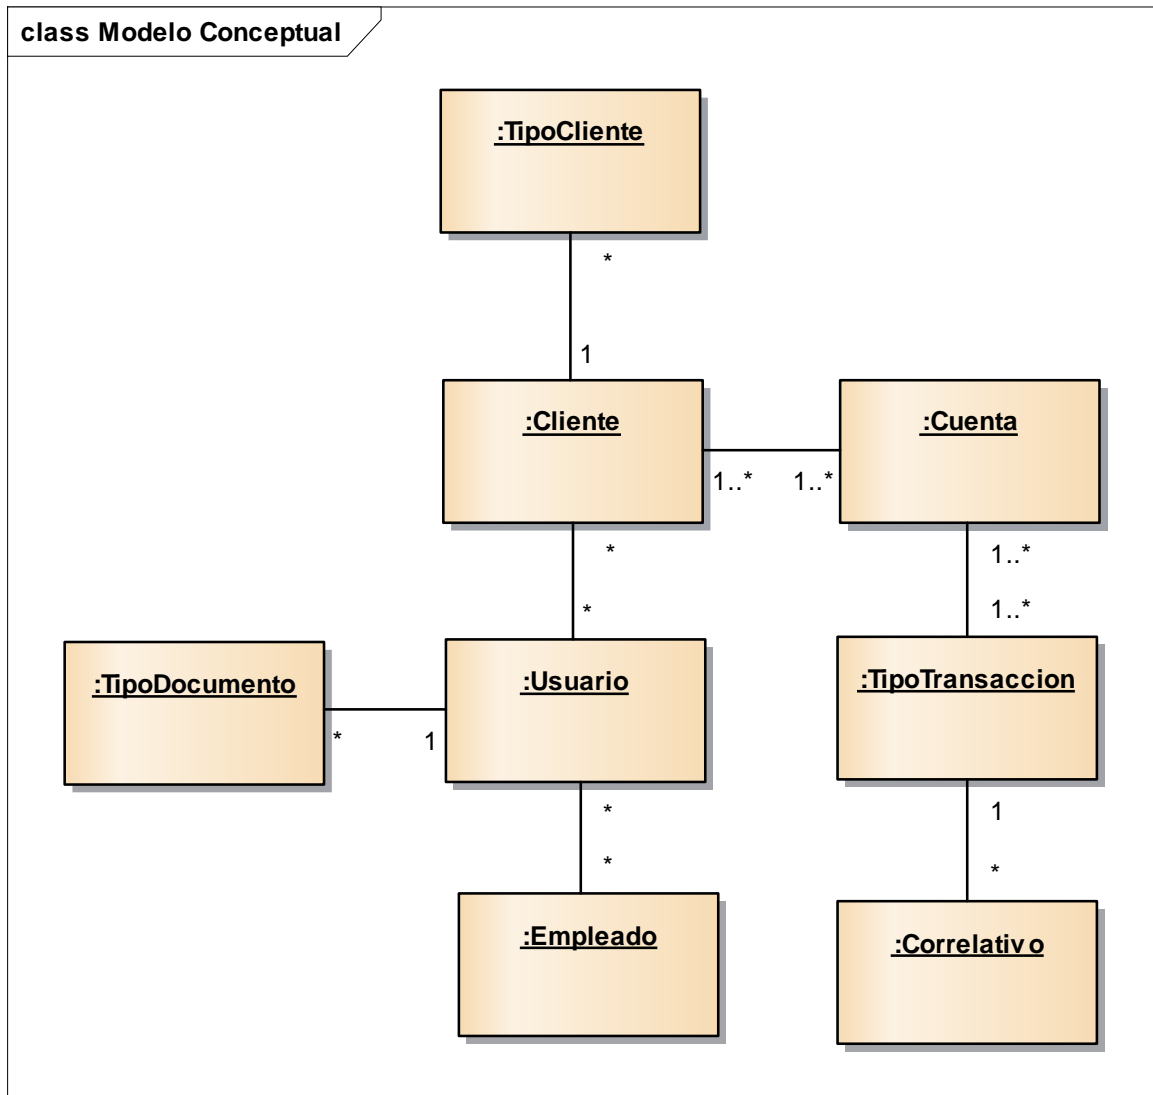 class Modelo Conceptual
:TipoCliente
*
1
:Cliente
:Cuenta
1..* 1..*
*
1..*
*
1..*
:TipoDocumento
:Usuario
:TipoTransaccion
* 1
*
1
*
*
:Empleado
:Correlativo